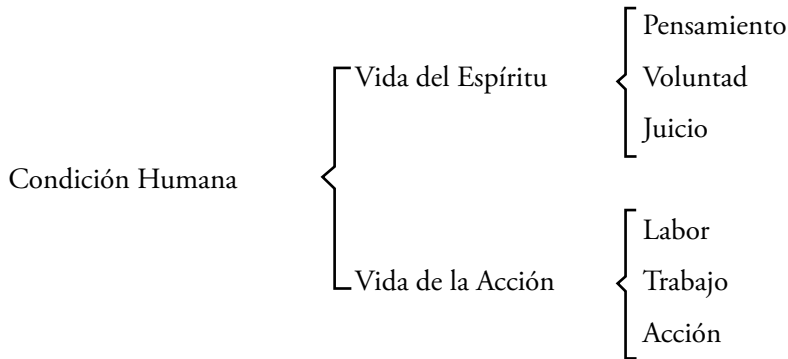 Condición Humana
Vida del Espíritu
Pensamiento
Voluntad
Juicio
Vida de la Acción
Labor
Trabajo
Acción